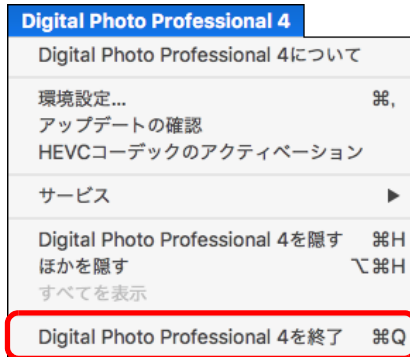 Digital Photo Professional 4
Digital Photo Professional 4について
環境設定... ⌘,
アップデートの確認
HEVCコーデックのアクティベーション
サービス ▶
Digital Photo Professional 4を隠す ⌘H
ほかを隠す ⌥⌘H
すべてを表示
Digital Photo Professional 4を終了 ⌘Q